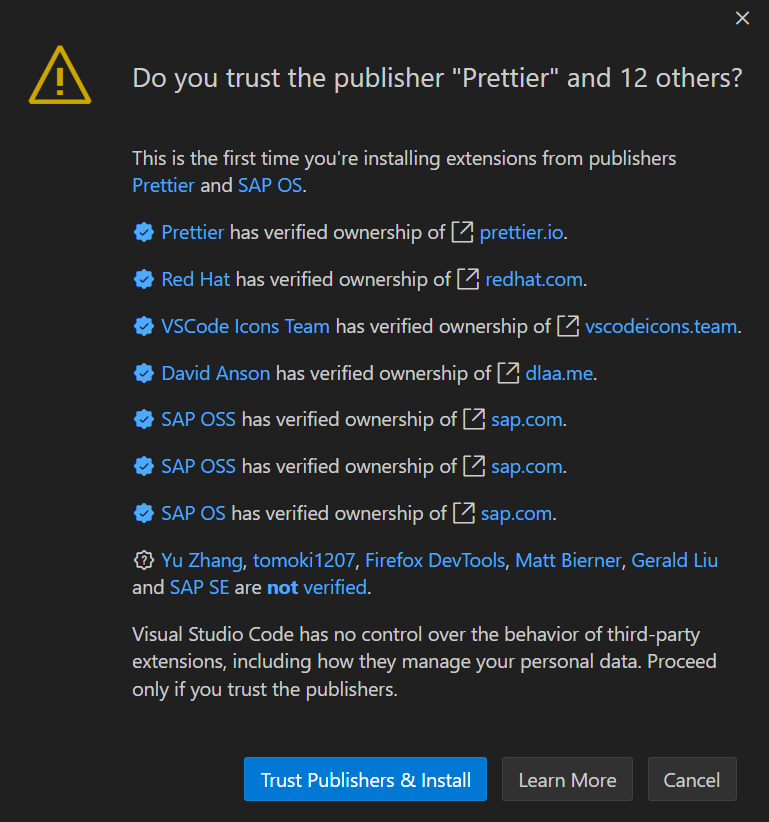 Do you trust the publisher "Prettier" and 12 others?
This is the first time you're installing extensions from publishers
Prettier and SAP OS.
Prettier has verified ownership of prettier.io.
Red Hat has verified ownership of redhat.com.
VSCode Icons Team has verified ownership of vscodeicons.team.
David Anson has verified ownership of dlaa.me.
SAP OSS has verified ownership of sap.com.
SAP OSS has verified ownership of sap.com.
SAP OS has verified ownership of sap.com.
Yu Zhang, tomoki1207, Firefox DevTools, Matt Bierner, Gerald Liu
and SAP SE are not verified.
Visual Studio Code has no control over the behavior of third-party
extensions, including how they manage your personal data. Proceed
only if you trust the publishers.
Trust Publishers & Install
Learn More
Cancel